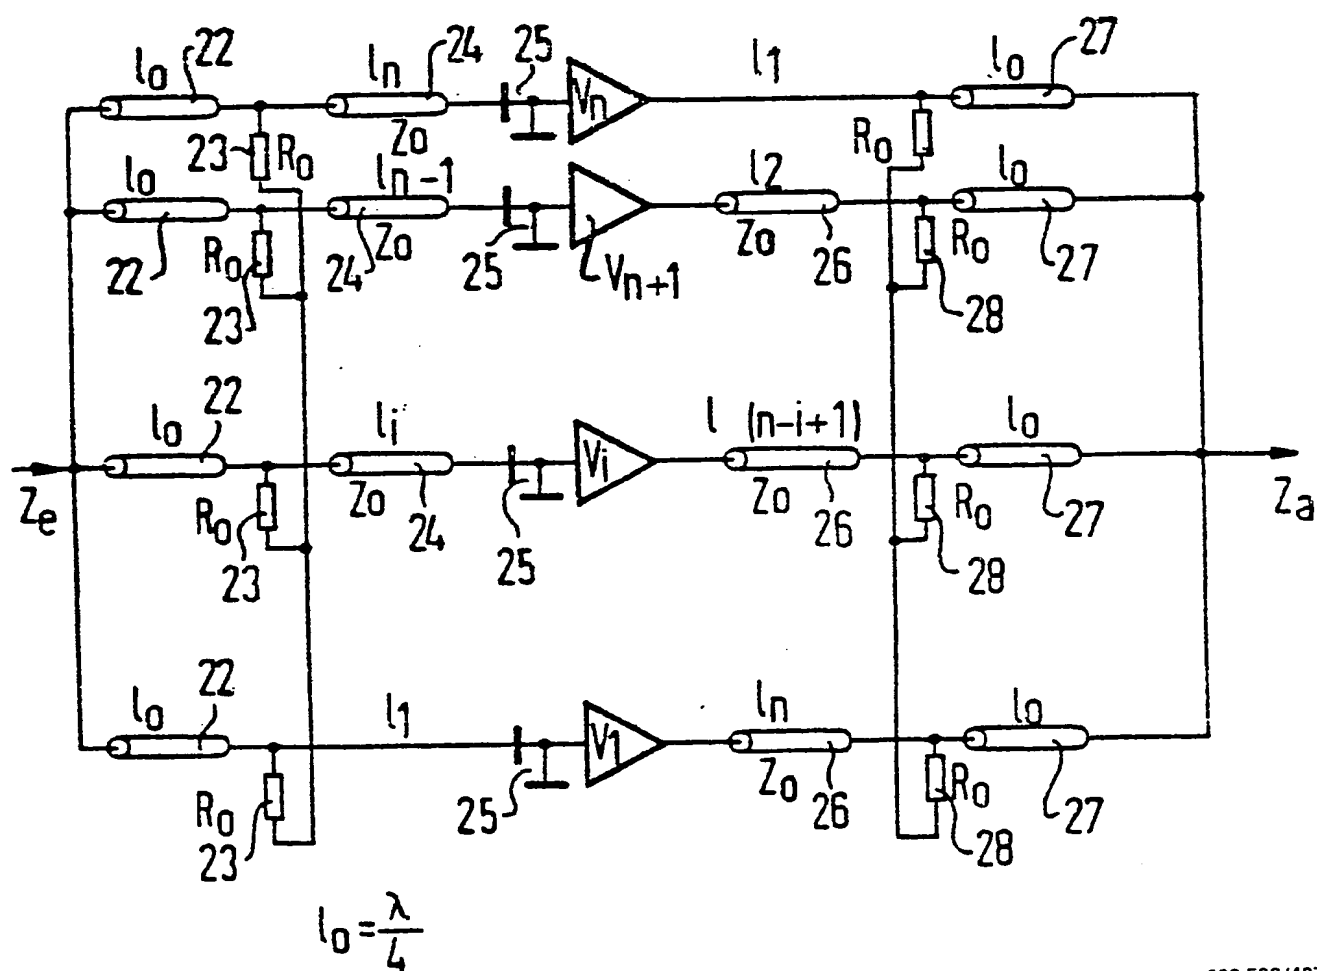 l0 22 ln 24 25 l1 l0 27
Vn
23 R0 Z0 R0
l0 ln-1 l2 l0
22 R0 24 Z0 25 Vn+1 Z0 26 R0 27
23 28
l0 22 li l (n-i+1) l0
Vi
Ze R0 Z0 24 Z0 26 R0 27 Za
23 25 28
l0 22 l1 ln l0
V1
R0 25 Z0 26 R0 27
23 28
l0 = λ/4